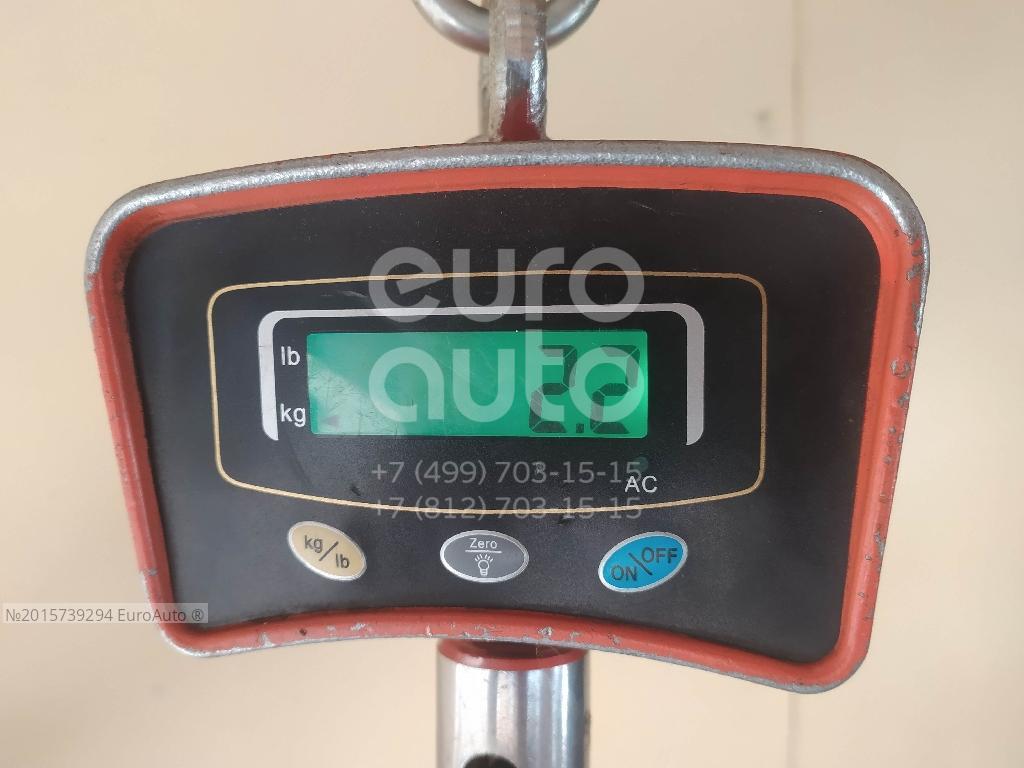 euro
auto
lb
2.2
kg
+7 (499) 703-15-15
AC
+7 (812) 703-15-15
kg/lb
Zero
ON/OFF
№2015739294 EuroAuto ®